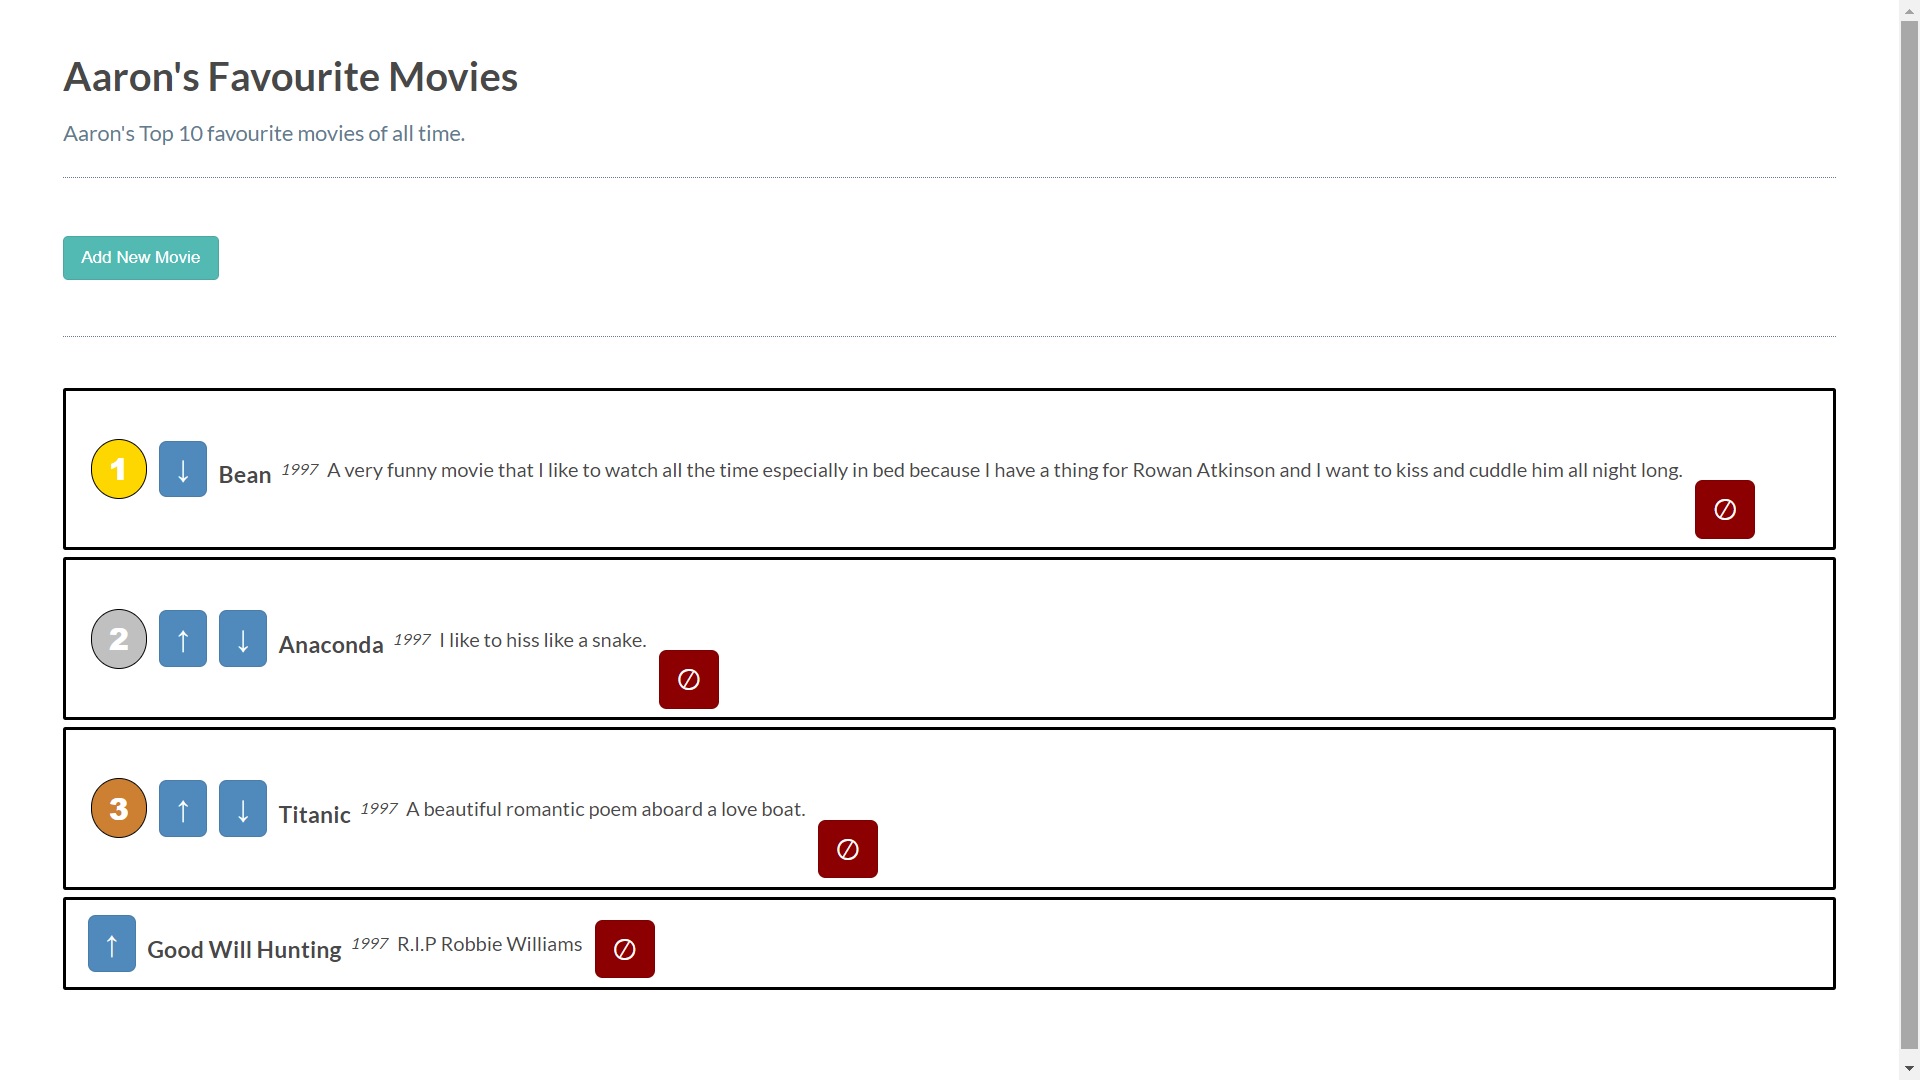 Aaron's Favourite Movies
Aaron's Top 10 favourite movies of all time.
Add New Movie
1 ↓ Bean 1997 A very funny movie that I like to watch all the time especially in bed because I have a thing for Rowan Atkinson and I want to kiss and cuddle him all night long.
2 ↑ ↓ Anaconda 1997 I like to hiss like a snake.
3 ↑ ↓ Titanic 1997 A beautiful romantic poem aboard a love boat.
↑ Good Will Hunting 1997 R.I.P Robbie Williams